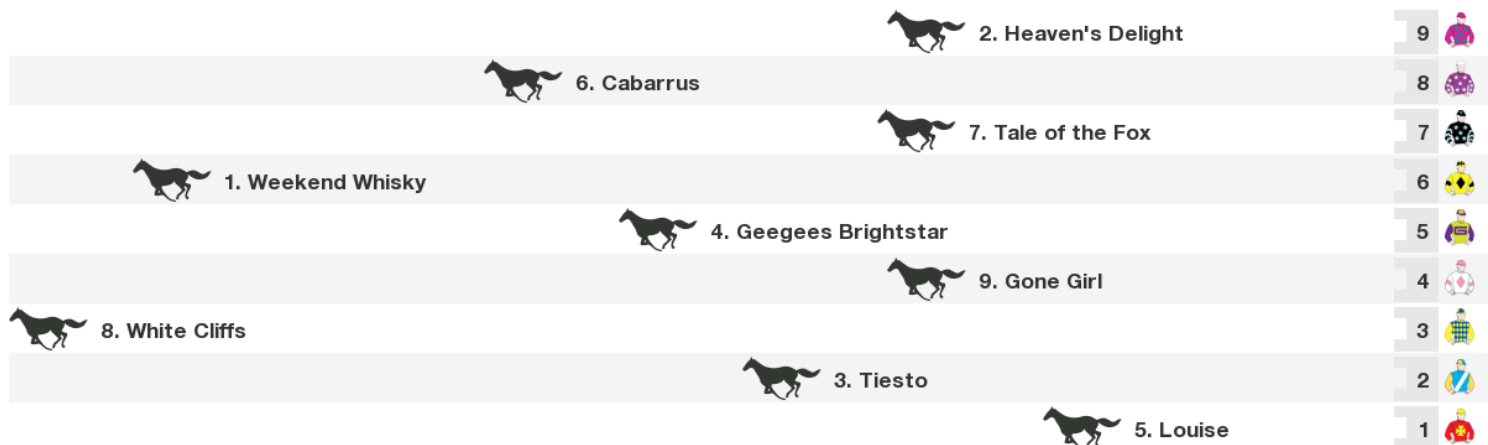 2. Heaven's Delight 9
6. Cabarrus 8
7. Tale of the Fox 7
1. Weekend Whisky 6
4. Geegees Brightstar 5
9. Gone Girl 4
8. White Cliffs 3
3. Tiesto 2
5. Louise 1